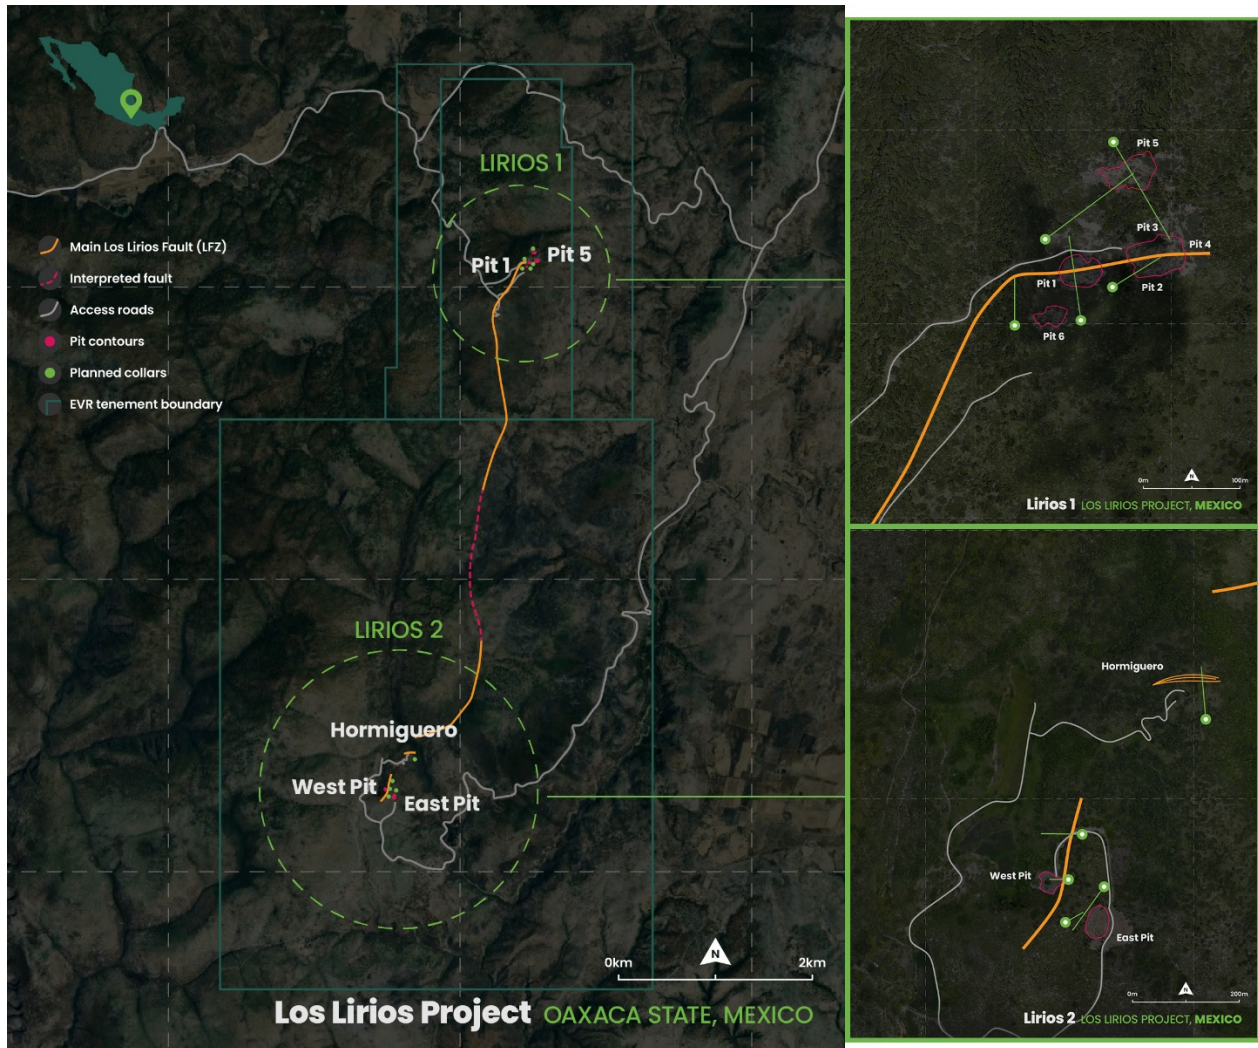 LIRIOS 1
Pit 5
Pit 1
Main Los Lirios Fault (LFZ)
Interpreted fault
Access roads
Pit contours
Planned collars
EVR tenement boundary
LIRIOS 2
Hormiguero
West Pit
East Pit
N
0km
2km
Los Lirios Project OAXACA STATE, MEXICO
Pit 5
Pit 3
Pit 4
Pit 1
Pit 2
Pit 6
N
0m
100m
Lirios 1 LOS LIRIOS PROJECT, MEXICO
Hormiguero
West Pit
East Pit
N
0m
200m
Lirios 2 LOS LIRIOS PROJECT, MEXICO